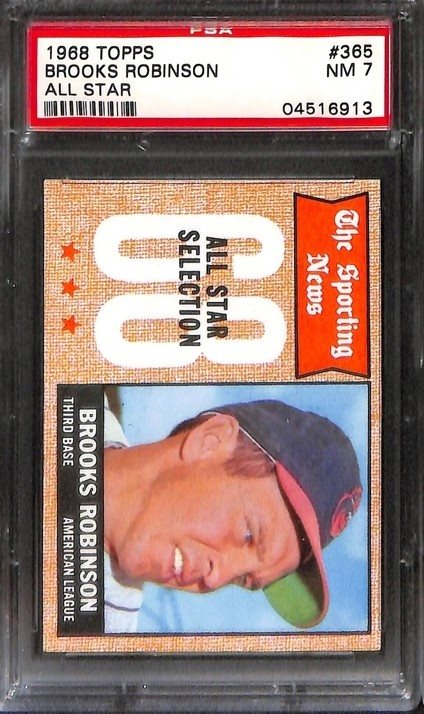 PSA
1968 TOPPS
BROOKS ROBINSON
ALL STAR
#365
NM 7
04516913
The Sporting
News
68
ALL STAR
SELECTION
BROOKS ROBINSON
THIRD BASE
AMERICAN LEAGUE